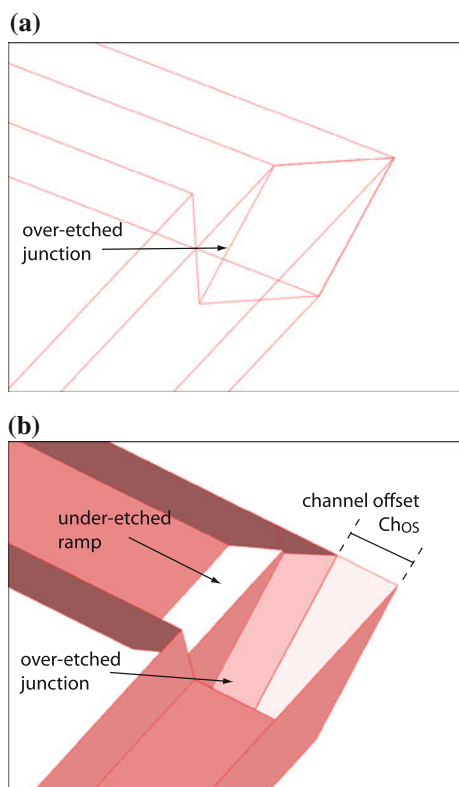 (a)
over-etched
junction
(b)
channel offset
ChOS
under-etched
ramp
over-etched
junction